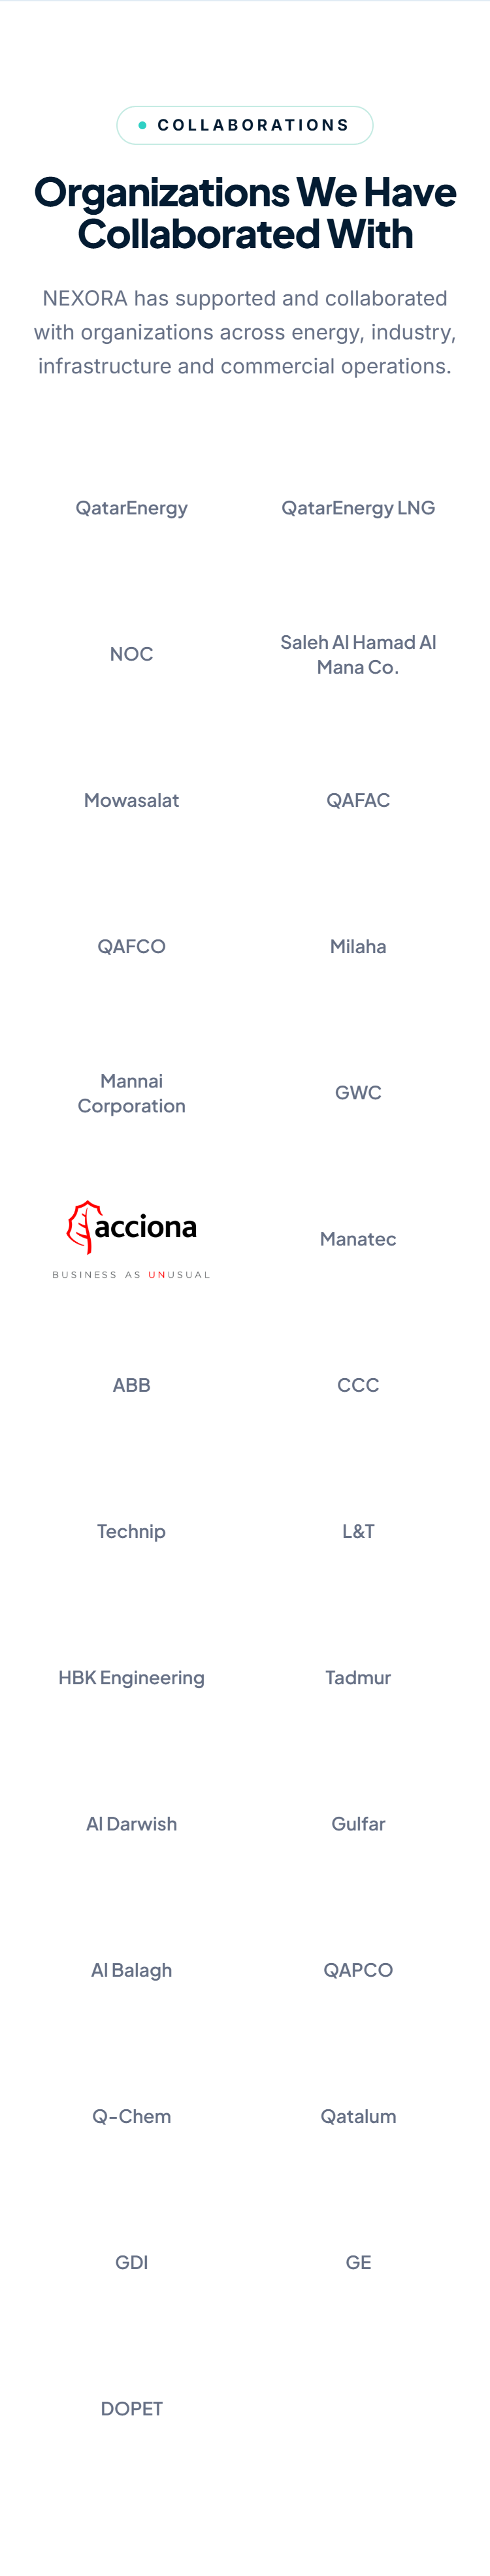 COLLABORATIONS
Organizations We Have
Collaborated With
NEXORA has supported and collaborated
with organizations across energy, industry,
infrastructure and commercial operations.
QatarEnergy
QatarEnergy LNG
NOC
Saleh Al Hamad Al
Mana Co.
Mowasalat
QAFAC
QAFCO
Milaha
Mannai
Corporation
GWC
acciona
BUSINESS AS UNUSUAL
Manatec
ABB
CCC
Technip
L&T
HBK Engineering
Tadmur
Al Darwish
Gulfar
Al Balagh
QAPCO
Q-Chem
Qatalum
GDI
GE
DOPET